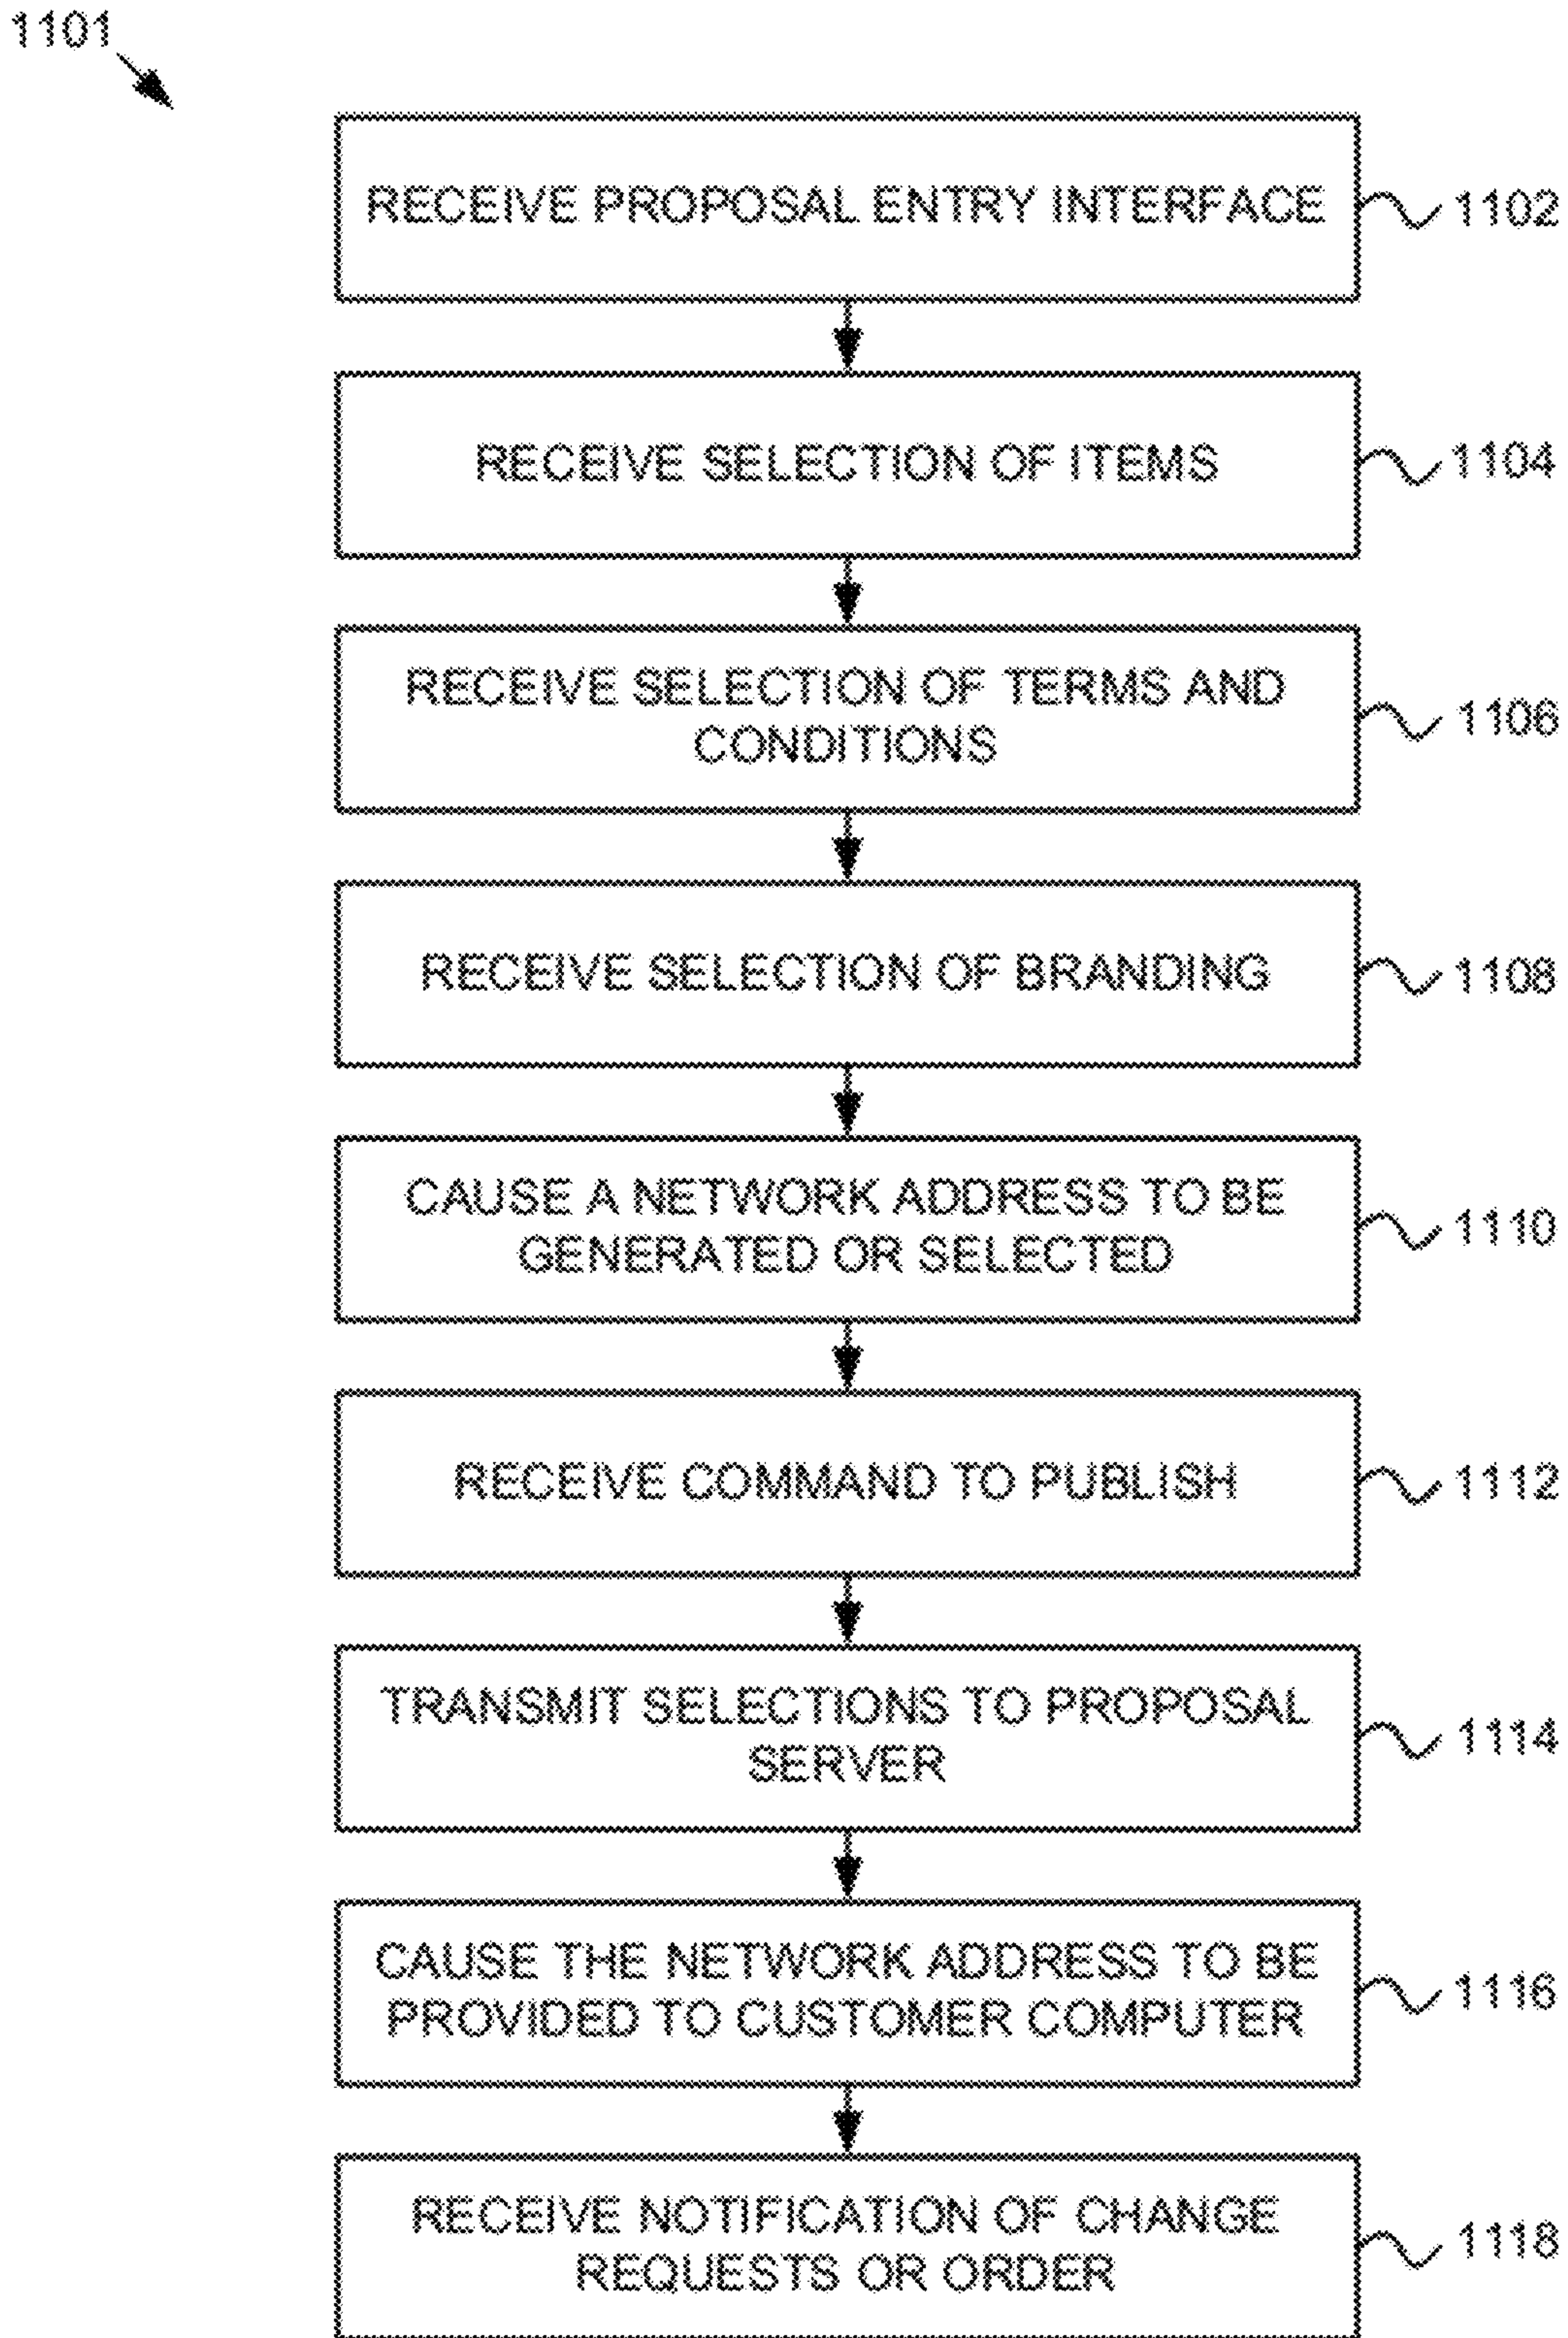 1101
RECEIVE PROPOSAL ENTRY INTERFACE
1102
RECEIVE SELECTION OF ITEMS
1104
RECEIVE SELECTION OF TERMS AND
CONDITIONS
1106
RECEIVE SELECTION OF BRANDING
1108
CAUSE A NETWORK ADDRESS TO BE
GENERATED OR SELECTED
1110
RECEIVE COMMAND TO PUBLISH
1112
TRANSMIT SELECTIONS TO PROPOSAL
SERVER
1114
CAUSE THE NETWORK ADDRESS TO BE
PROVIDED TO CUSTOMER COMPUTER
1116
RECEIVE NOTIFICATION OF CHANGE
REQUESTS OR ORDER
1118